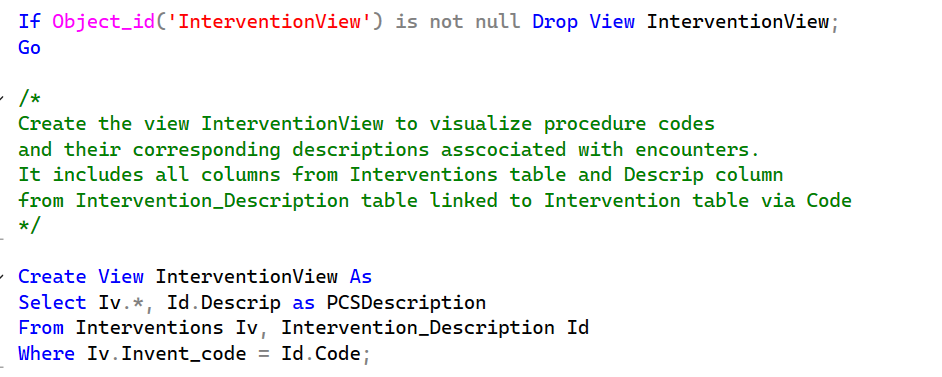 If Object_id('InterventionView') is not null Drop View InterventionView;
Go
/*
Create the view InterventionView to visualize procedure codes
and their corresponding descriptions asscociated with encounters.
It includes all columns from Interventions table and Descrip column
from Intervention_Description table linked to Intervention table via Code
*/
Create View InterventionView As
Select Iv.*, Id.Descrip as PCSDescription
From Interventions Iv, Intervention_Description Id
Where Iv.Invent_code = Id.Code;